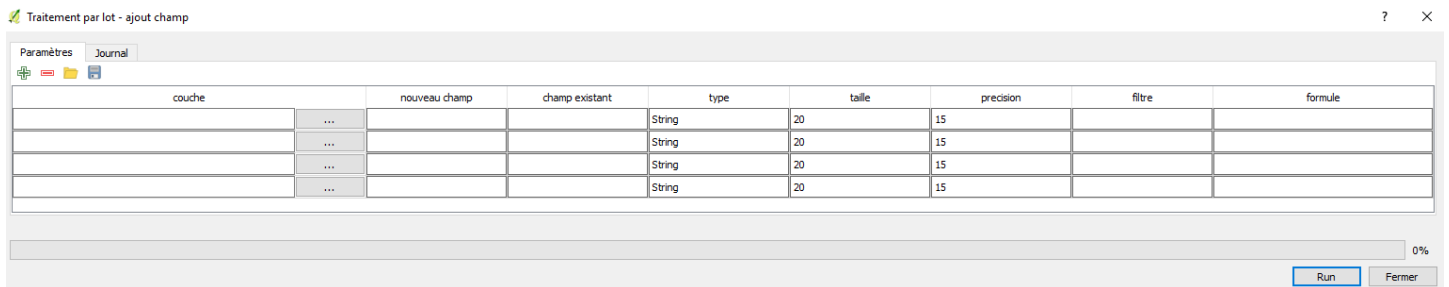 Traitement par lot - ajout champ ? ×
Paramètres Journal
couche nouveau champ champ existant type taille precision filtre formule
... String 20 15
... String 20 15
... String 20 15
... String 20 15
0%
Run Fermer